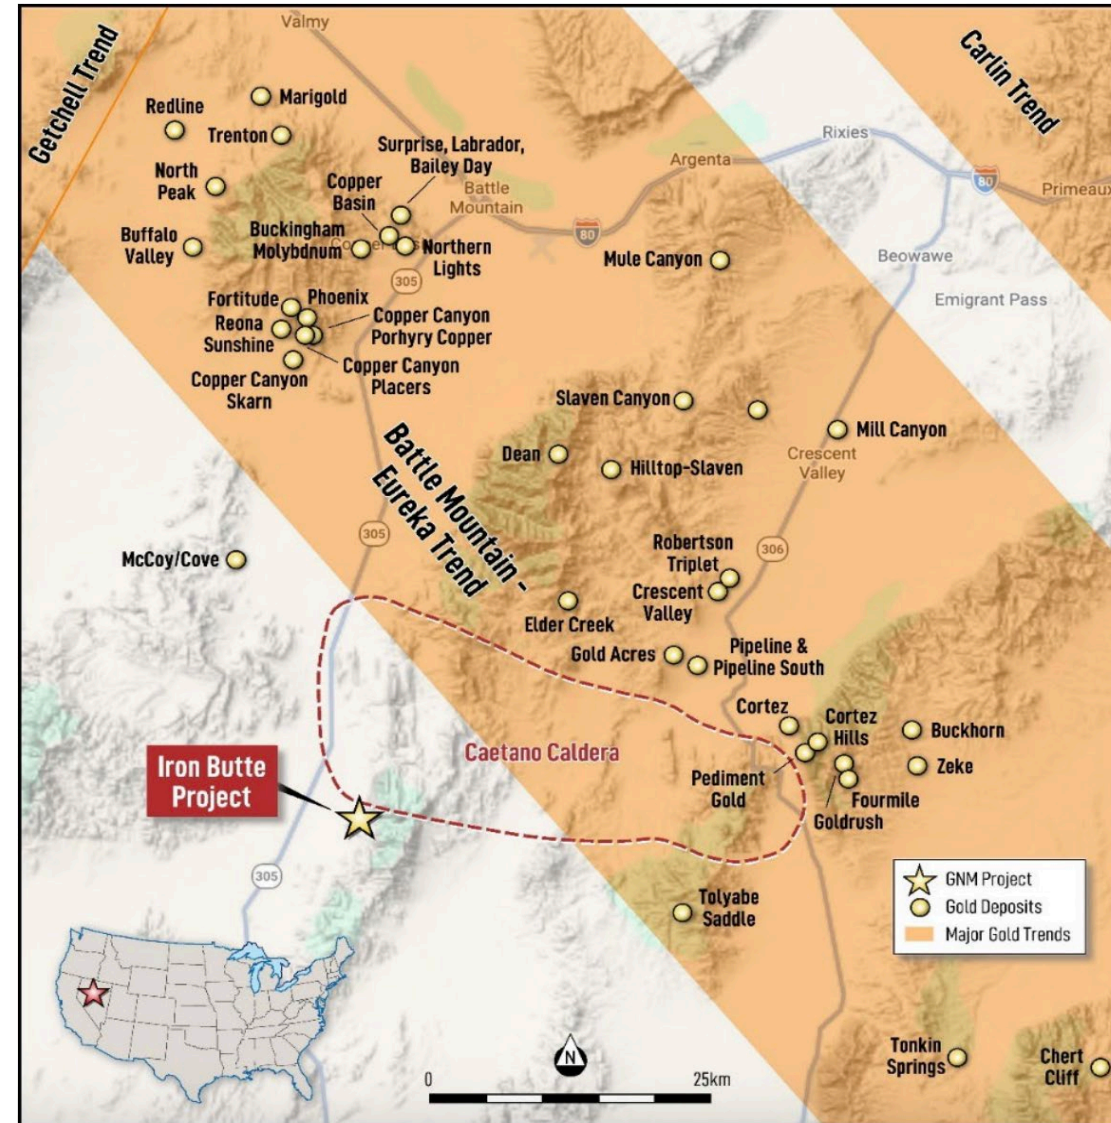 Valmy
Getchell Trend
Carlin Trend
Marigold
Redline
Trenton
Rixies
Surprise, Labrador,
Bailey Day
Argenta
80
Primeaux
North
Peak
Copper
Basin
Battle
Mountain
Buffalo
Valley
Buckingham
Molybdnum
Northern
Lights
80
Mule Canyon
Beowawe
305
Emigrant Pass
Fortitude
Phoenix
Reona
Sunshine
Copper Canyon
Porhyry Copper
Copper Canyon
Placers
Copper Canyon
Skarn
Slaven Canyon
Mill Canyon
Crescent
Valley
Battle Mountain -
Eureka Trend
Dean
Hilltop-Slaven
305
306
McCoy/Cove
Robertson
Triplet
Crescent
Valley
Elder Creek
Gold Acres
Pipeline &
Pipeline South
Cortez
Cortez
Hills
Buckhorn
Caetano Caldera
Iron Butte
Project
Pediment
Gold
Zeke
Fourmile
Goldrush
305
Tolyabe
Saddle
GNM Project
Gold Deposits
Major Gold Trends
N
0
25km
Tonkin
Springs
Chert
Cliff